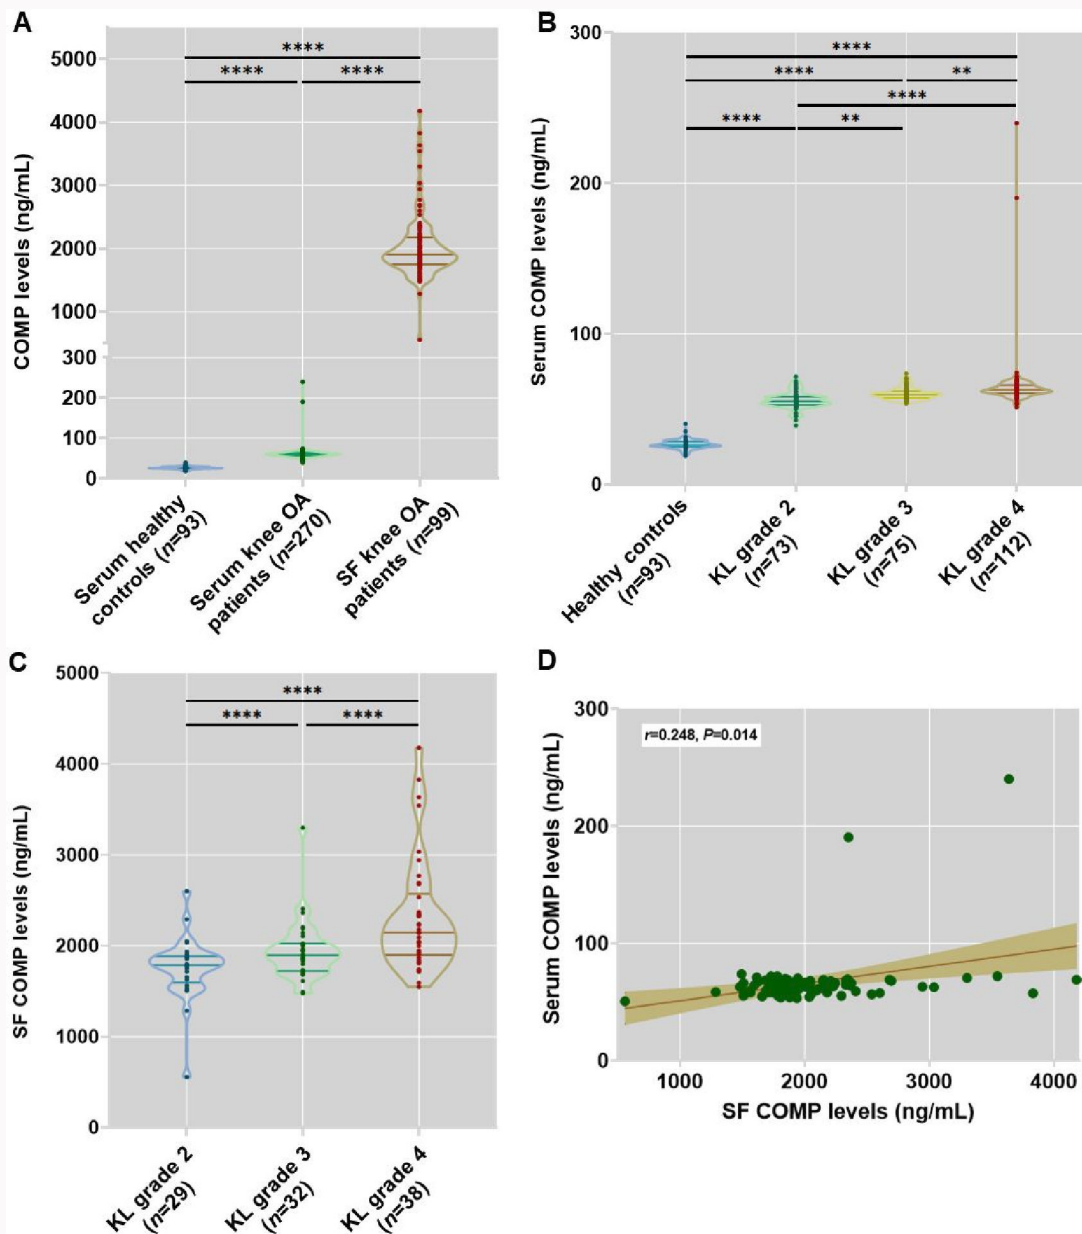 A
COMP levels (ng/mL)
5000
4000
3000
2000
1000
300
200
100
0
****
****
****
Serum healthy
controls (n=93)
Serum knee OA
patients (n=270)
SF knee OA
patients (n=99)
B
Serum COMP levels (ng/mL)
300
200
100
0
****
****
**
****
****
**
Healthy controls
(n=93)
KL grade 2
(n=73)
KL grade 3
(n=75)
KL grade 4
(n=112)
C
SF COMP levels (ng/mL)
5000
4000
3000
2000
1000
0
****
****
****
KL grade 2
(n=29)
KL grade 3
(n=32)
KL grade 4
(n=38)
D
Serum COMP levels (ng/mL)
300
200
100
0
r=0.248, P=0.014
1000
2000
3000
4000
SF COMP levels (ng/mL)